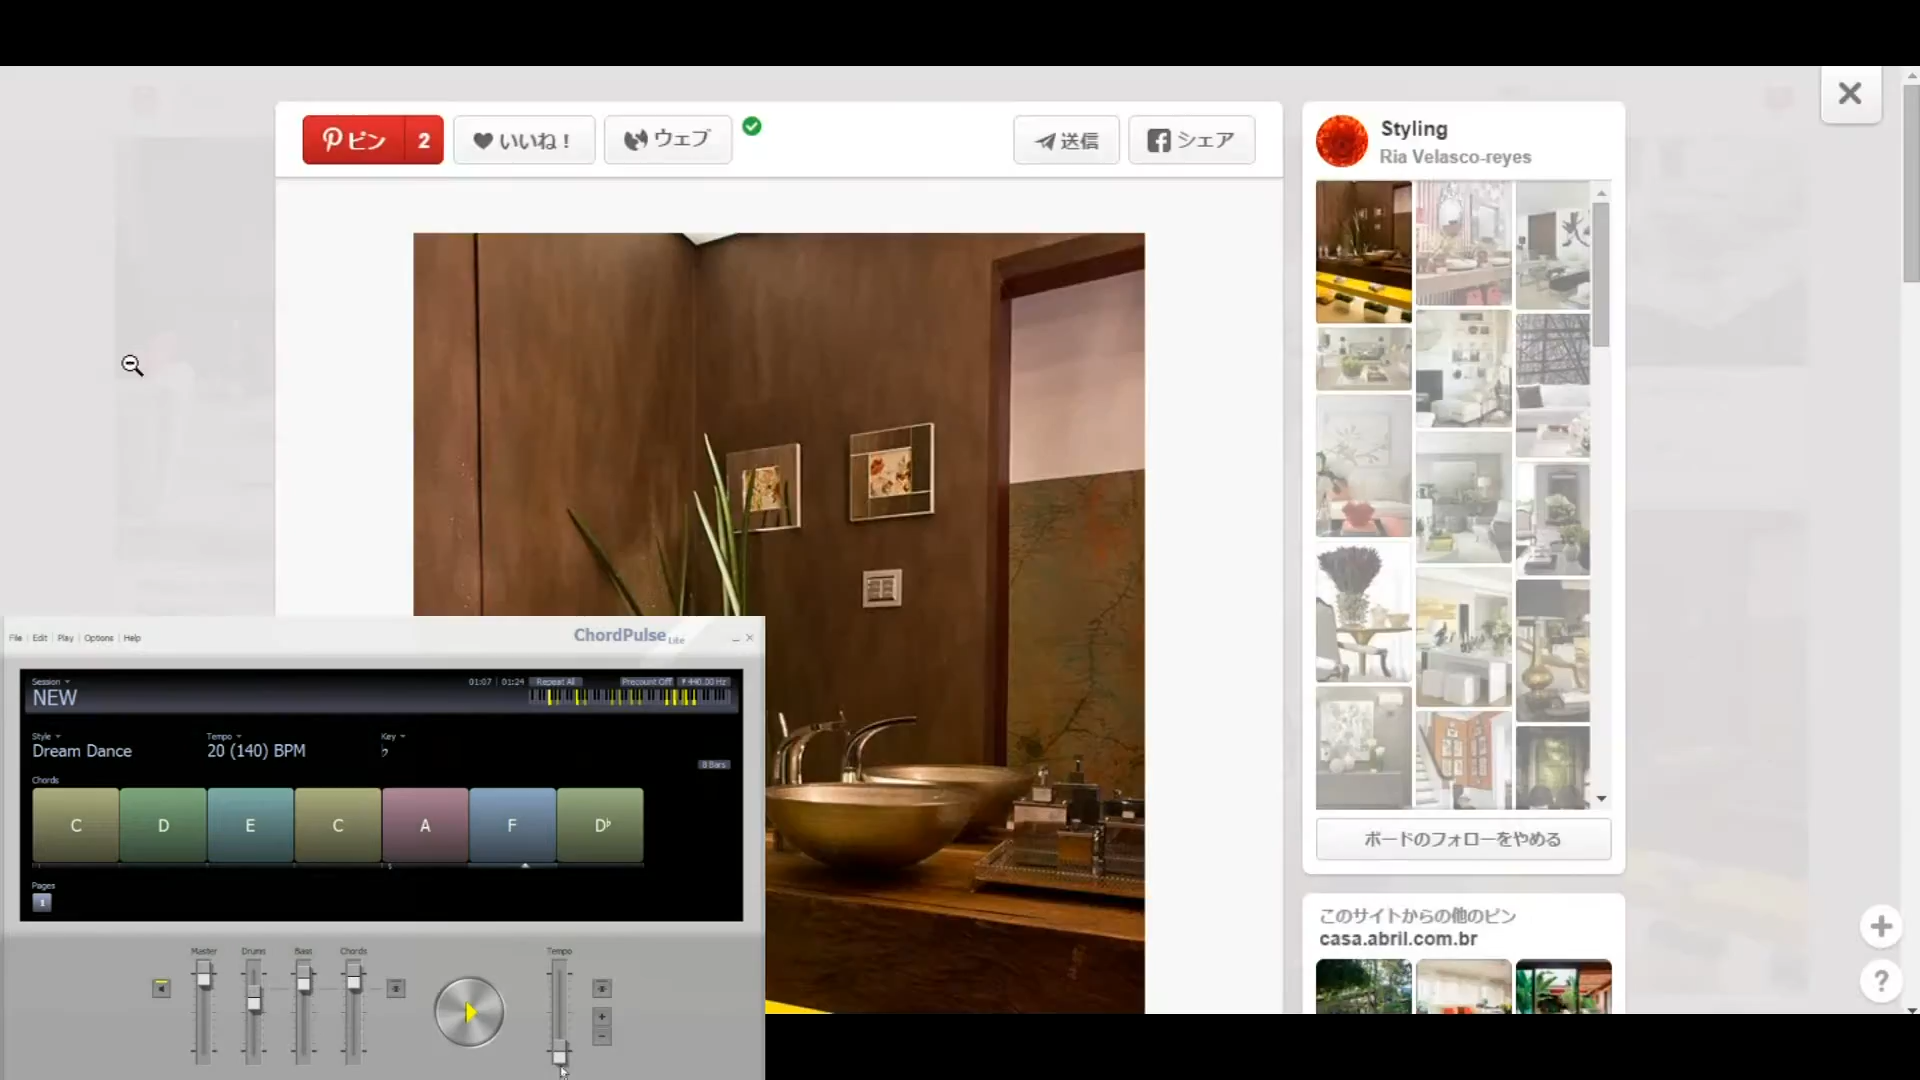 ピン 2
いいね！
ウェブ
送信
シェア
Styling
Ria Velasco-reyes
ボードのフォローをやめる
このサイトからの他のピン
casa.abril.com.br
?
File Edit Play Options Help
ChordPulse Lite
Session
NEW
01:07 | 01:24 Repeat All Precount Off 440.00 Hz
Style
Dream Dance
Tempo
20 (140) BPM
Key
♭
8 Bars
Chords
C D E C A F D♭
Pages
1
Master Drums Bass Chords Tempo